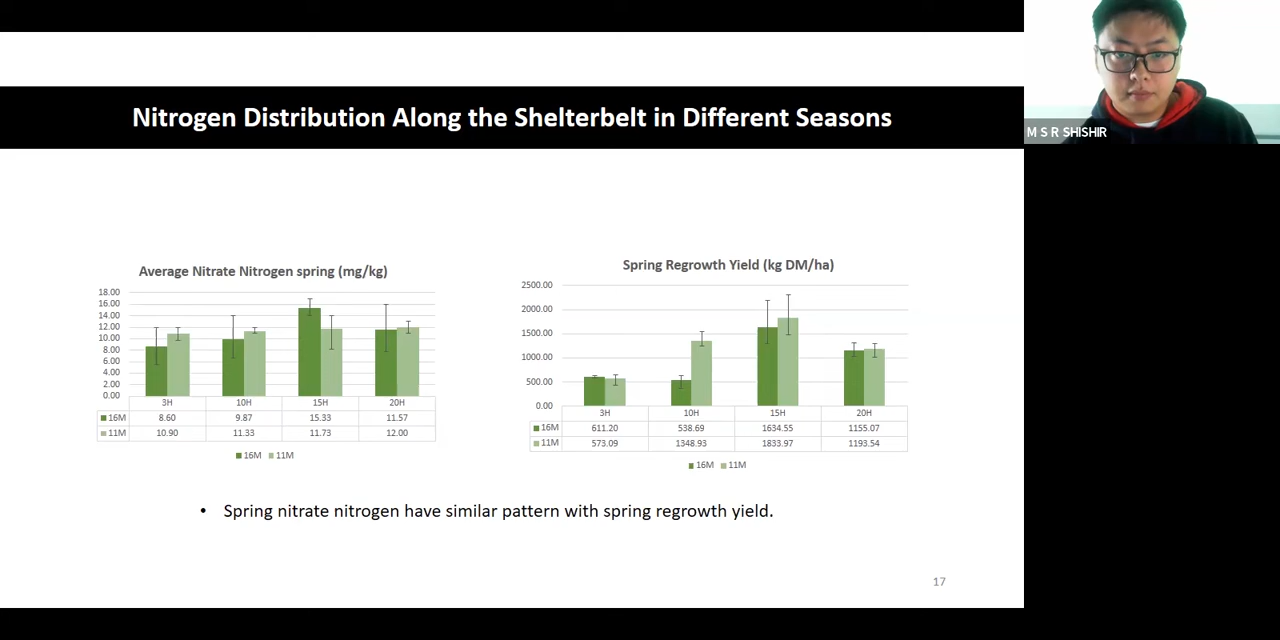 Nitrogen Distribution Along the Shelterbelt in Different Seasons
M S R SHISHIR
Average Nitrate Nitrogen spring (mg/kg)
18.00
16.00
14.00
12.00
10.00
8.00
6.00
4.00
2.00
0.00
3H 10H 15H 20H
16M 8.60 9.87 15.33 11.57
11M 10.90 11.33 11.73 12.00
16M 11M
Spring Regrowth Yield (kg DM/ha)
2500.00
2000.00
1500.00
1000.00
500.00
0.00
3H 10H 15H 20H
16M 611.20 538.69 1634.55 1155.07
11M 573.09 1348.93 1833.97 1193.54
16M 11M
• Spring nitrate nitrogen have similar pattern with spring regrowth yield.
17